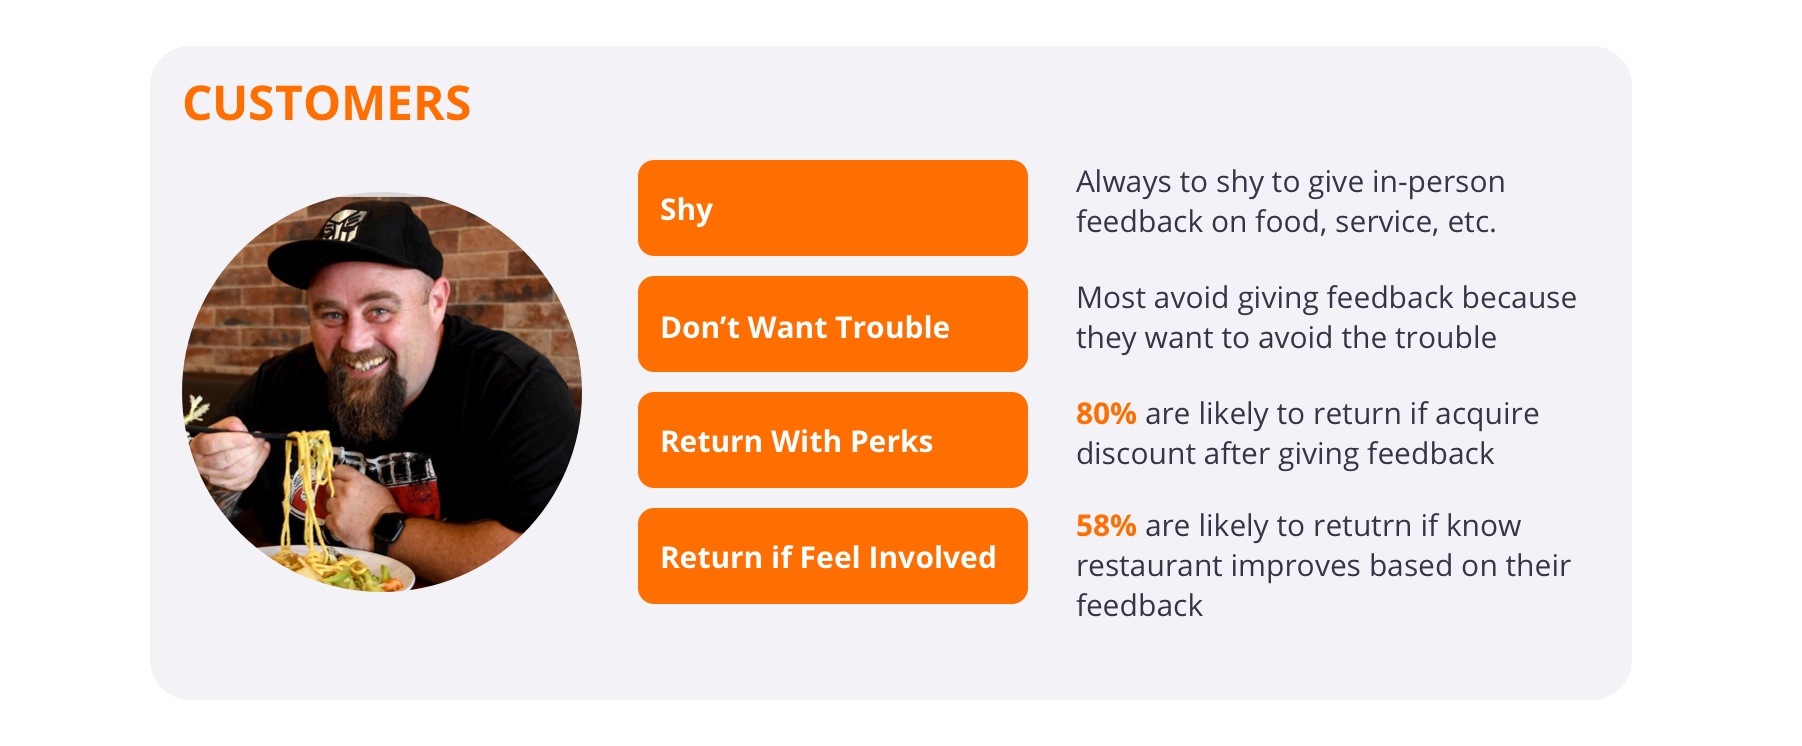 CUSTOMERS
Shy
Always to shy to give in-person
feedback on food, service, etc.
Don’t Want Trouble
Most avoid giving feedback because
they want to avoid the trouble
Return With Perks
80% are likely to return if acquire
discount after giving feedback
Return if Feel Involved
58% are likely to retutrn if know
restaurant improves based on their
feedback